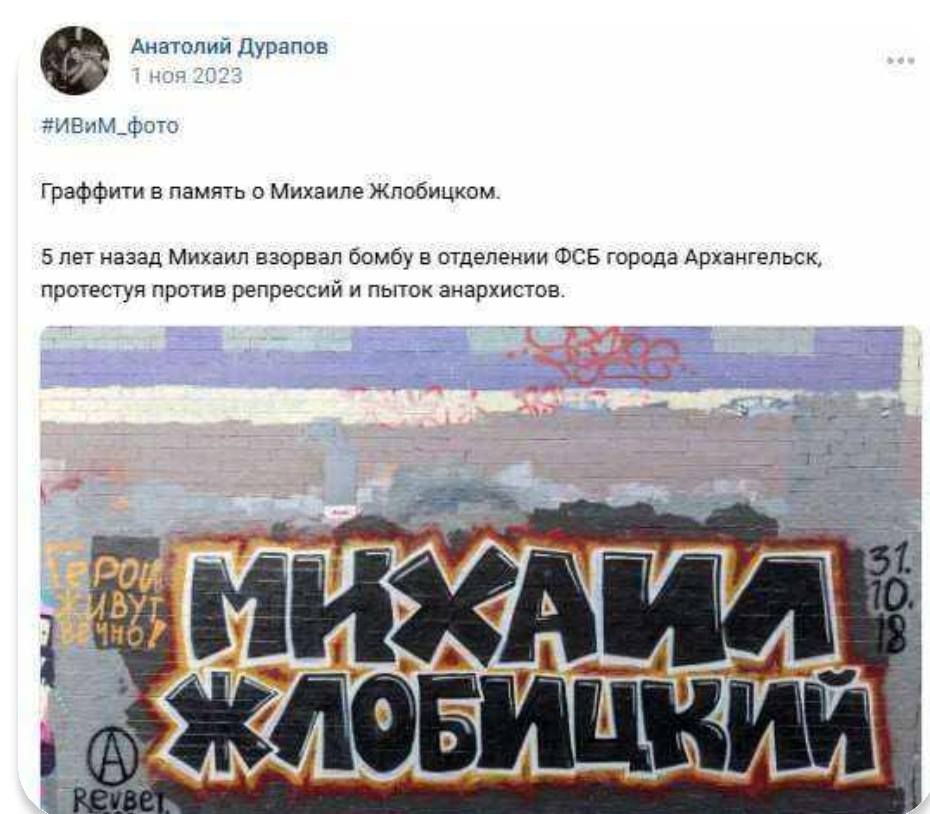 Анатолий Дурапов
1 ноя 2023
#ИВиМ_фото
Граффити в память о Михаиле Жлобицком.
5 лет назад Михаил взорвал бомбу в отделении ФСБ города Архангельск,
протестуя против репрессий и пыток анархистов.
ГЕРОИ
ЖИВУТ
ВЕЧНО!
МИХАИЛ
ЖЛОБИЦКИЙ
31.
10.
18
A